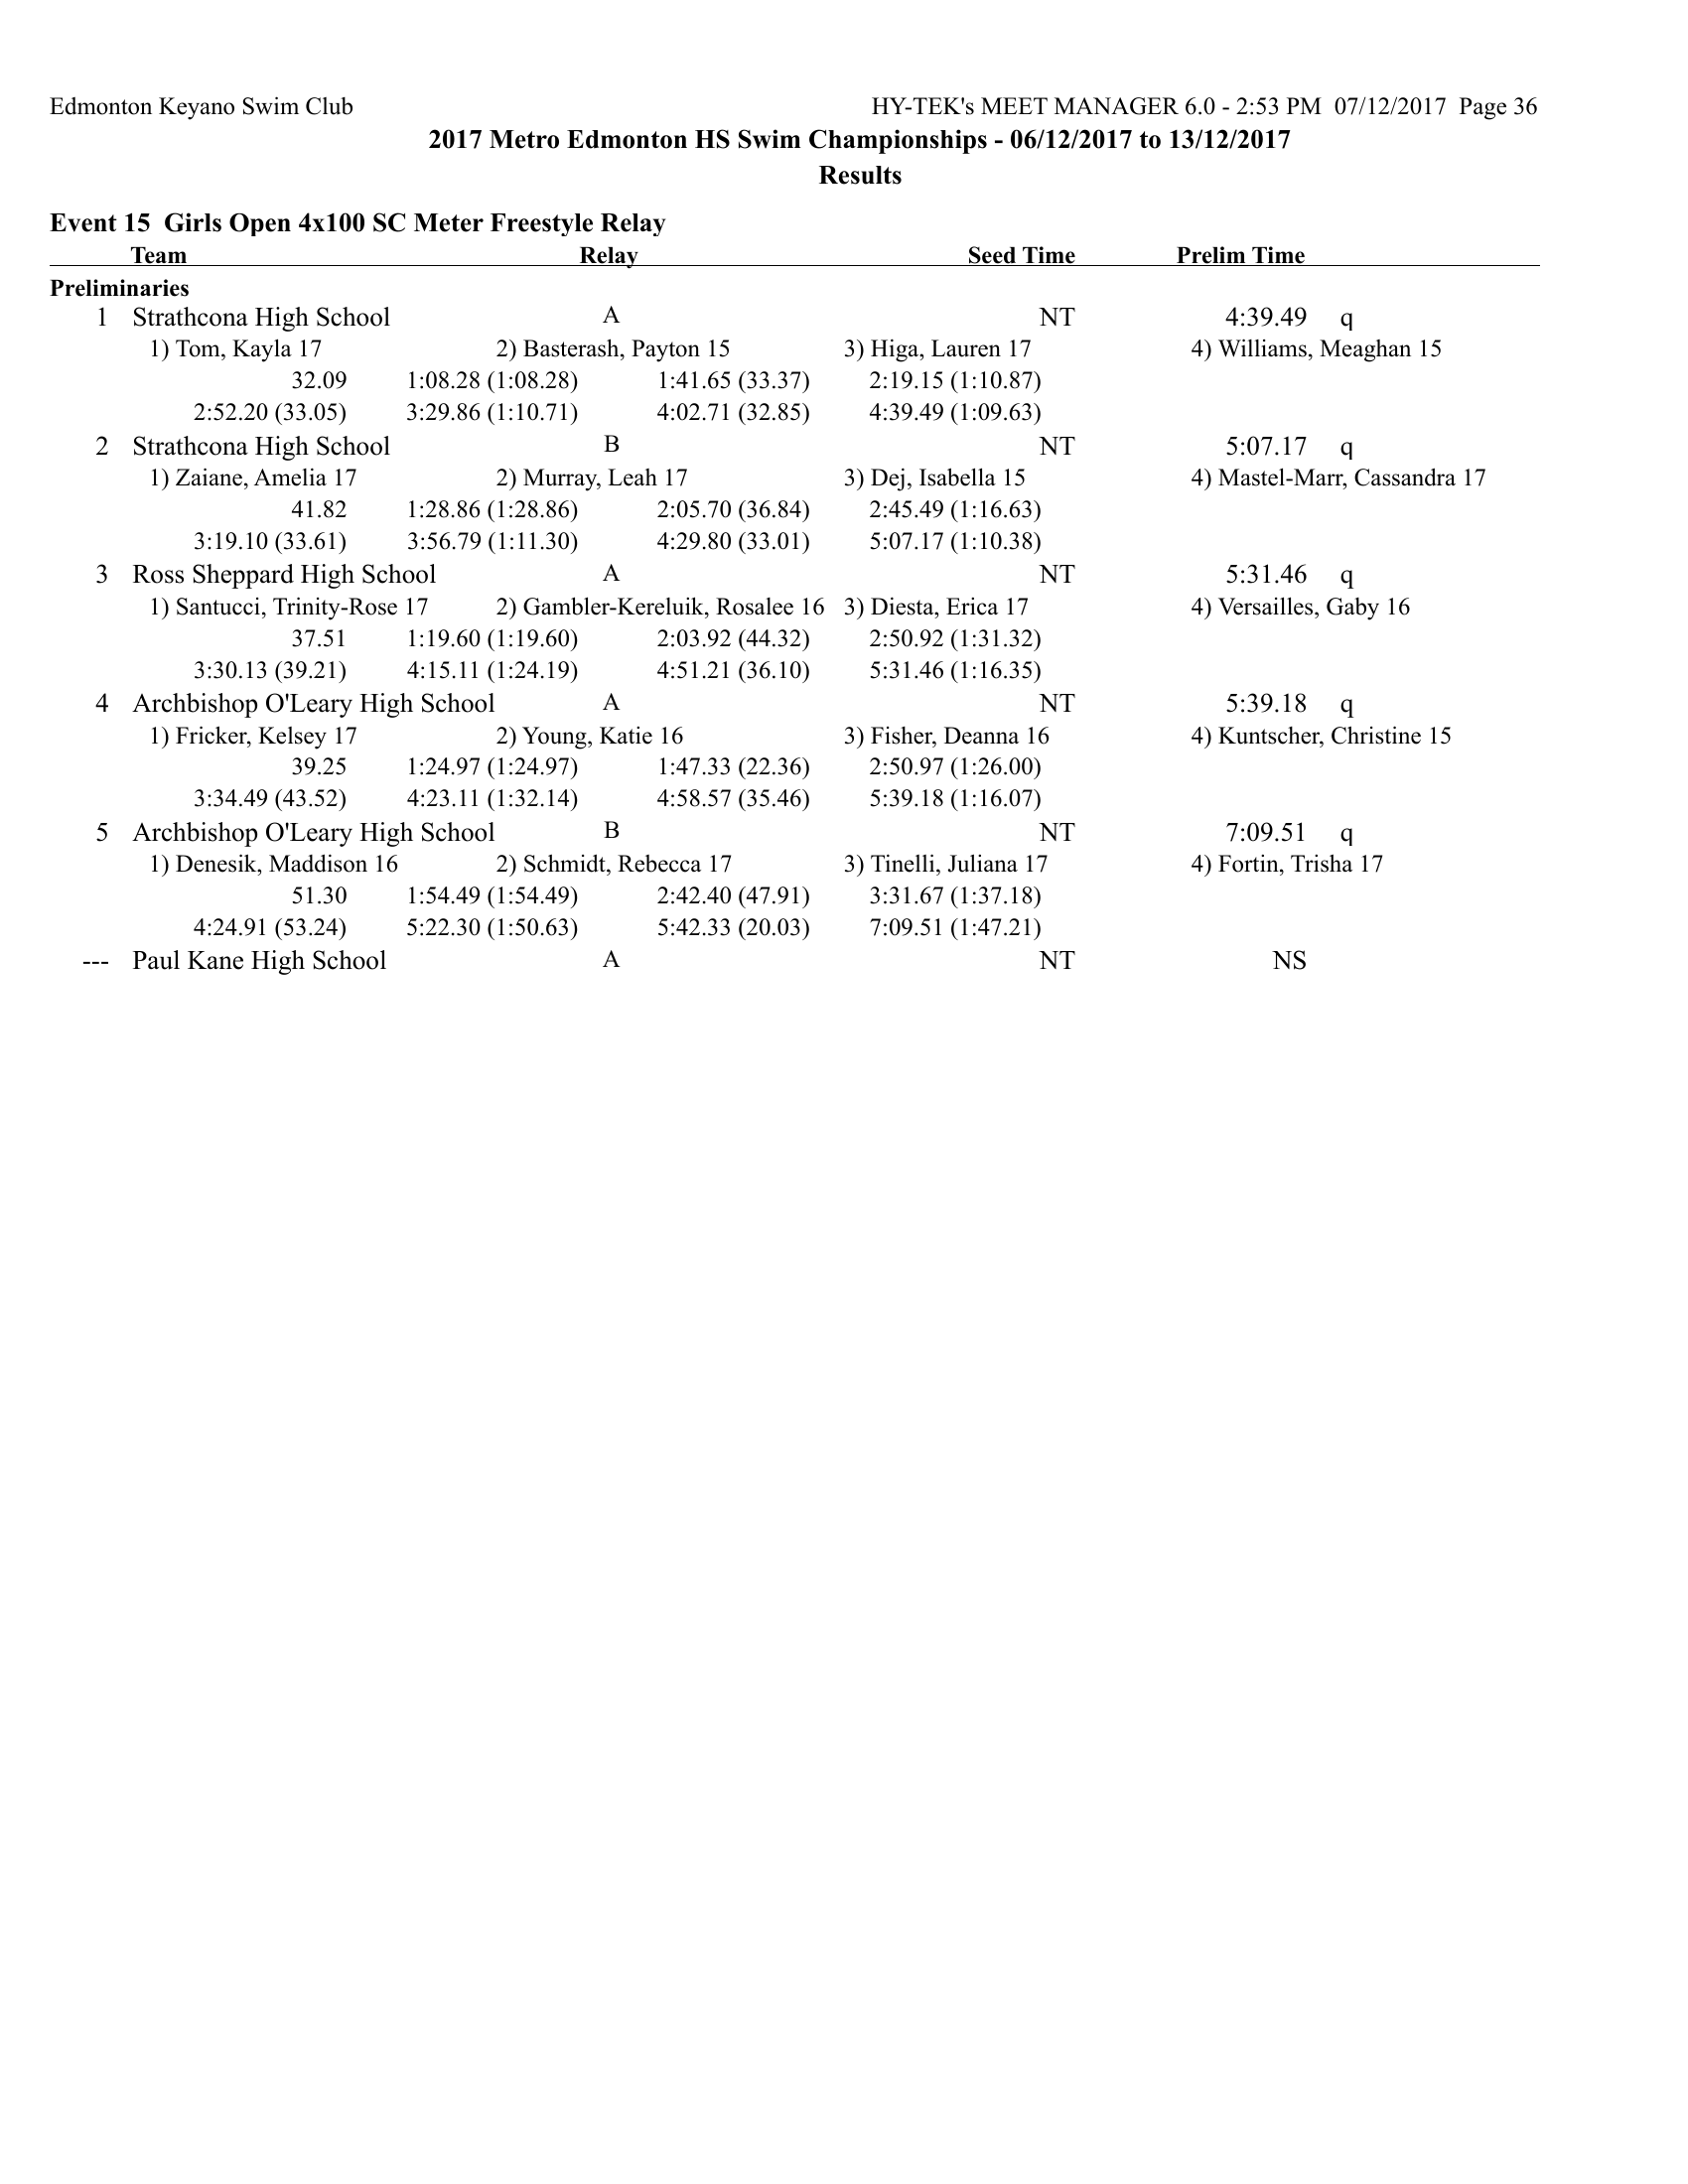 Edmonton Keyano Swim Club HY-TEK's MEET MANAGER 6.0 - 2:53 PM 07/12/2017 Page 36
2017 Metro Edmonton HS Swim Championships - 06/12/2017 to 13/12/2017
Results
Event 15 Girls Open 4x100 SC Meter Freestyle Relay
Team Relay Seed Time Prelim Time
Preliminaries
1 Strathcona High School A NT 4:39.49 q
1) Tom, Kayla 17 2) Basterash, Payton 15 3) Higa, Lauren 17 4) Williams, Meaghan 15
32.09 1:08.28 (1:08.28) 1:41.65 (33.37) 2:19.15 (1:10.87)
2:52.20 (33.05) 3:29.86 (1:10.71) 4:02.71 (32.85) 4:39.49 (1:09.63)
2 Strathcona High School B NT 5:07.17 q
1) Zaiane, Amelia 17 2) Murray, Leah 17 3) Dej, Isabella 15 4) Mastel-Marr, Cassandra 17
41.82 1:28.86 (1:28.86) 2:05.70 (36.84) 2:45.49 (1:16.63)
3:19.10 (33.61) 3:56.79 (1:11.30) 4:29.80 (33.01) 5:07.17 (1:10.38)
3 Ross Sheppard High School A NT 5:31.46 q
1) Santucci, Trinity-Rose 17 2) Gambler-Kereluik, Rosalee 16 3) Diesta, Erica 17 4) Versailles, Gaby 16
37.51 1:19.60 (1:19.60) 2:03.92 (44.32) 2:50.92 (1:31.32)
3:30.13 (39.21) 4:15.11 (1:24.19) 4:51.21 (36.10) 5:31.46 (1:16.35)
4 Archbishop O'Leary High School A NT 5:39.18 q
1) Fricker, Kelsey 17 2) Young, Katie 16 3) Fisher, Deanna 16 4) Kuntscher, Christine 15
39.25 1:24.97 (1:24.97) 1:47.33 (22.36) 2:50.97 (1:26.00)
3:34.49 (43.52) 4:23.11 (1:32.14) 4:58.57 (35.46) 5:39.18 (1:16.07)
5 Archbishop O'Leary High School B NT 7:09.51 q
1) Denesik, Maddison 16 2) Schmidt, Rebecca 17 3) Tinelli, Juliana 17 4) Fortin, Trisha 17
51.30 1:54.49 (1:54.49) 2:42.40 (47.91) 3:31.67 (1:37.18)
4:24.91 (53.24) 5:22.30 (1:50.63) 5:42.33 (20.03) 7:09.51 (1:47.21)
--- Paul Kane High School A NT NS